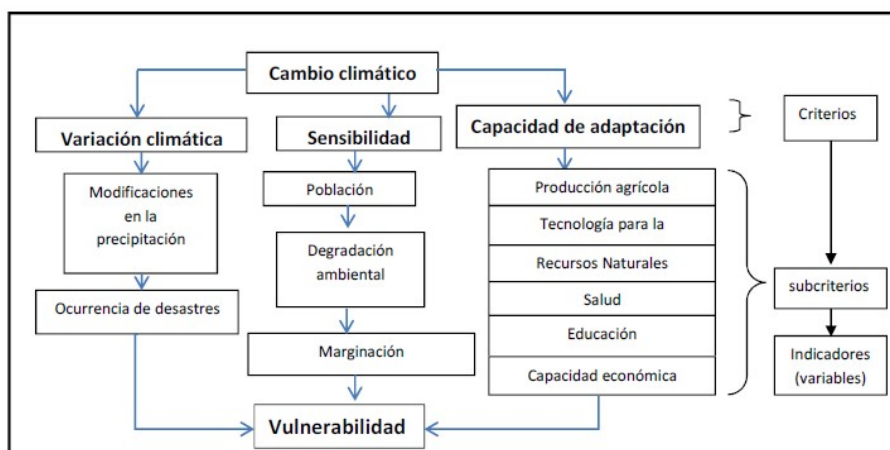 Cambio climático
Variación climática
Sensibilidad
Capacidad de adaptación
Criterios
Modificaciones
en la
precipitación
Ocurrencia de desastres
Población
Degradación
ambiental
Marginación
Producción agrícola
Tecnología para la
Recursos Naturales
Salud
Educación
Capacidad económica
subcriterios
Indicadores
(variables)
Vulnerabilidad